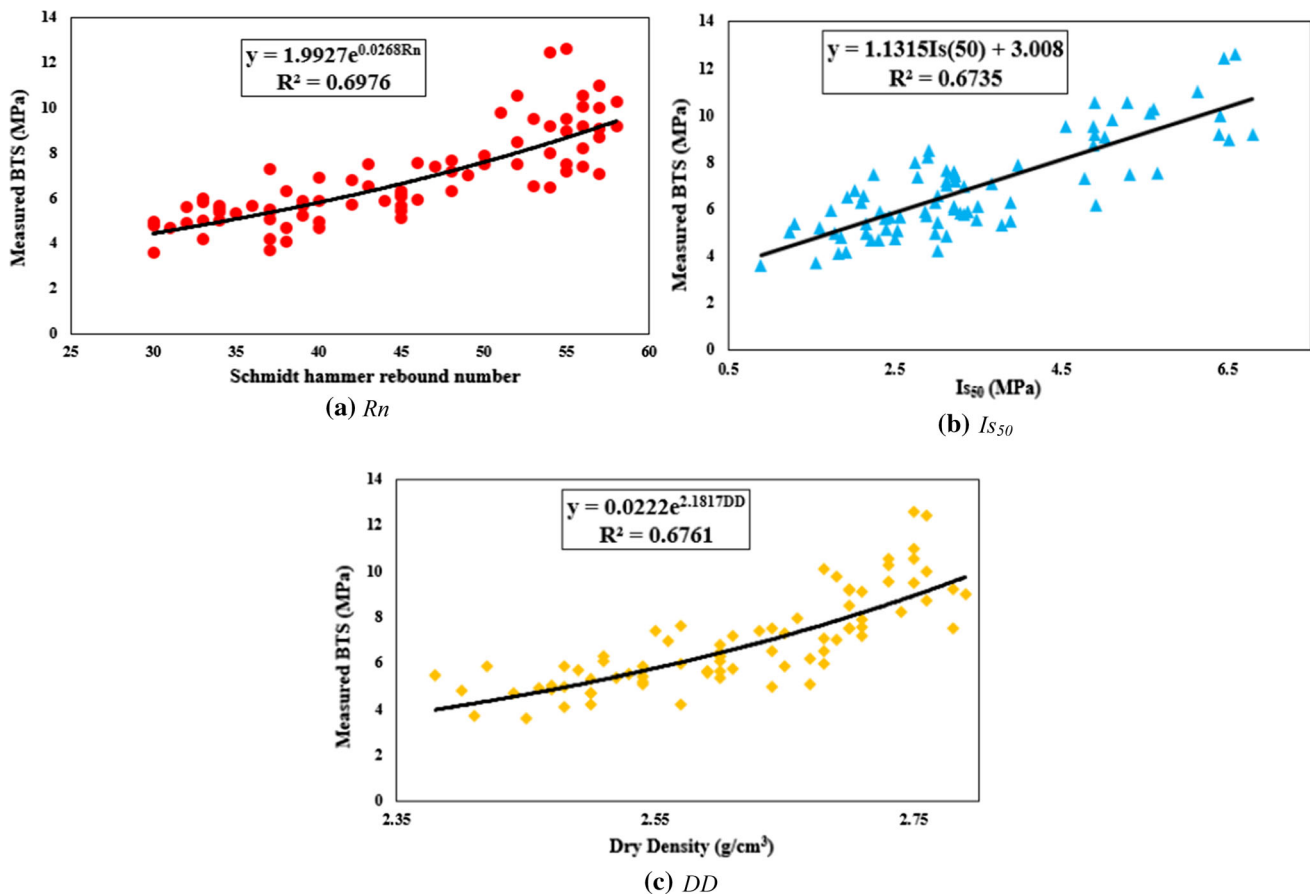 14
12
10
8
6
4
2
0
Measured BTS (MPa)
y = 1.9927e^0.0268Rn
R² = 0.6976
25 30 35 40 45 50 55 60
Schmidt hammer rebound number
(a) Rn
14
12
10
8
6
4
2
0
Measured BTS (MPa)
y = 1.1315Is(50) + 3.008
R² = 0.6735
0.5 2.5 4.5 6.5
Is₅₀ (MPa)
(b) Is₅₀
14
12
10
8
6
4
2
0
Measured BTS (MPa)
y = 0.0222e^2.1817DD
R² = 0.6761
2.35 2.55 2.75
Dry Density (g/cm³)
(c) DD